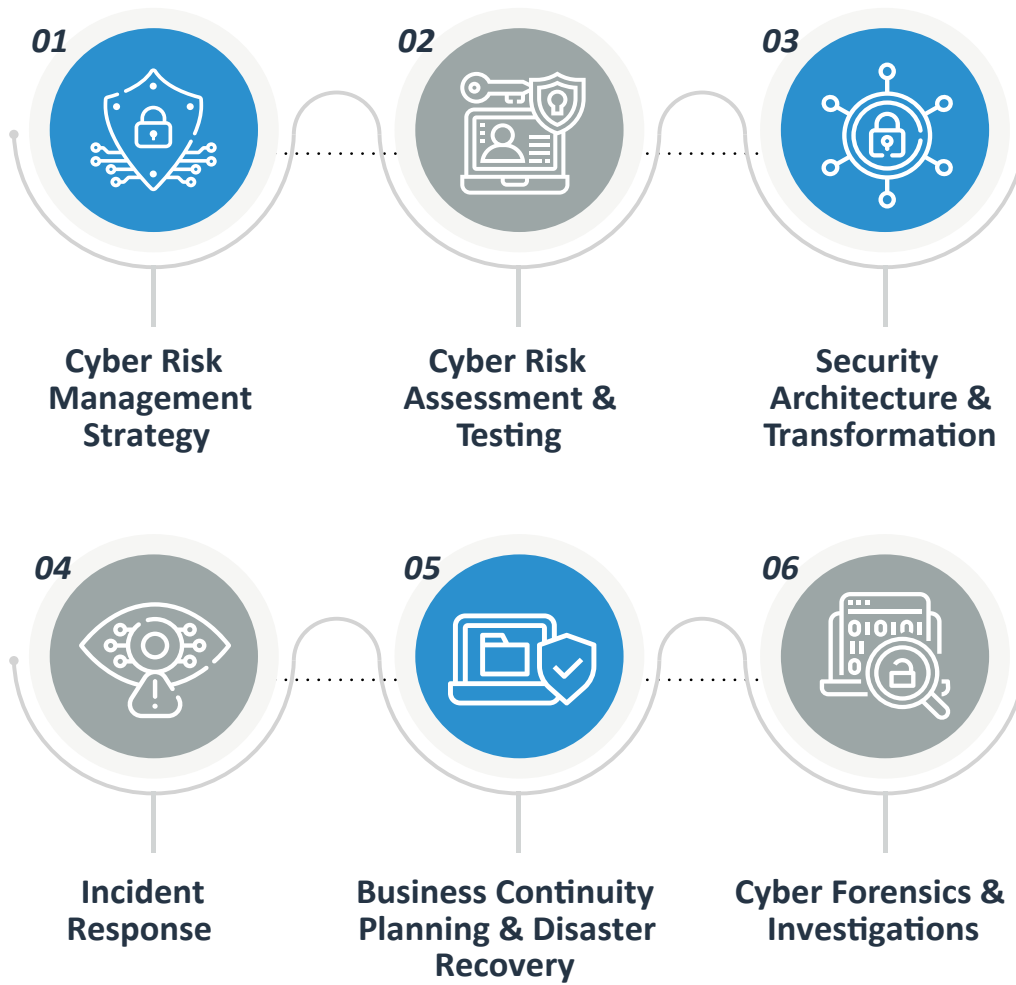 01
02
03
Cyber Risk
Management
Strategy
Cyber Risk
Assessment &
Testing
Security
Architecture &
Transformation
04
05
06
Incident
Response
Business Continuity
Planning & Disaster
Recovery
Cyber Forensics &
Investigations